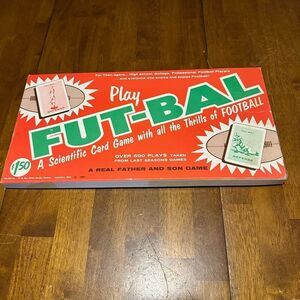 For Teen-agers, High school, College, Professional Football Players
and everyone who knows and enjoys Football!
Play
FUT-BAL
A Scientific Card Game with all the Thrills of FOOTBALL
$1.50
OVER 600 PLAYS TAKEN
FROM LAST SEASONS GAMES
DEFENSE
A REAL FATHER AND SON GAME